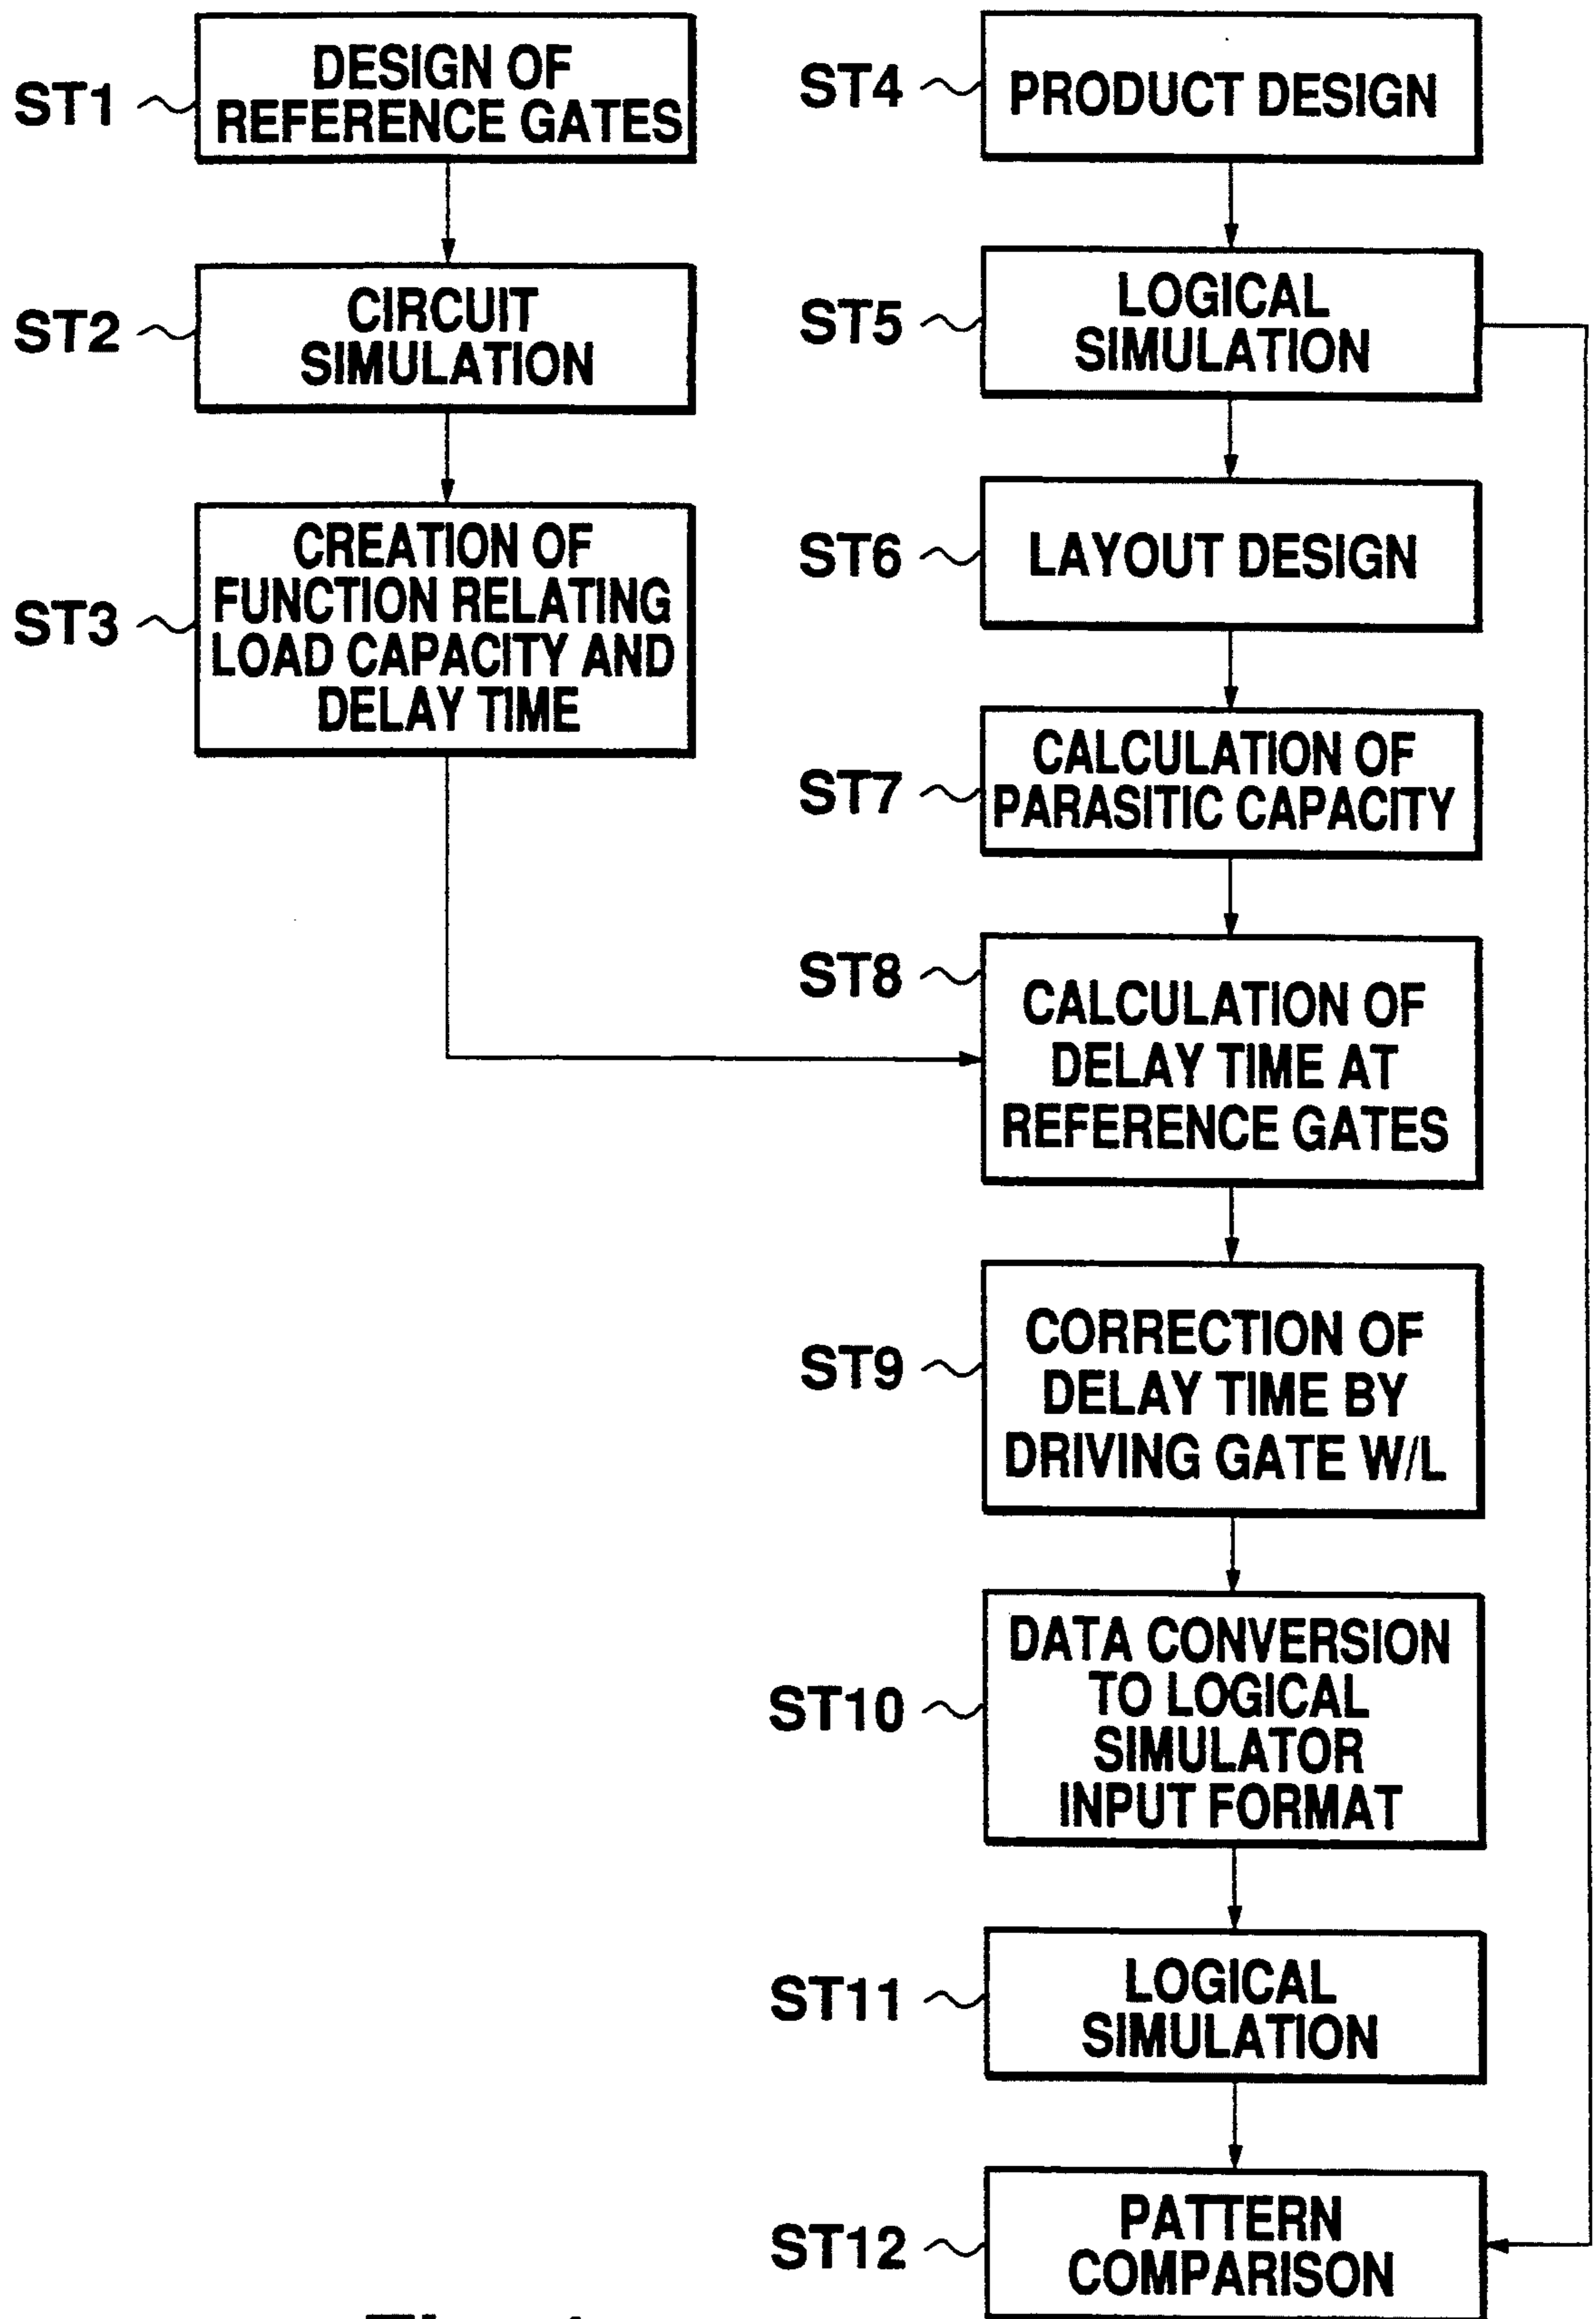 ST1
DESIGN OF
REFERENCE GATES
ST2
CIRCUIT
SIMULATION
ST3
CREATION OF
FUNCTION RELATING
LOAD CAPACITY AND
DELAY TIME
ST4
PRODUCT DESIGN
ST5
LOGICAL
SIMULATION
ST6
LAYOUT DESIGN
ST7
CALCULATION OF
PARASITIC CAPACITY
ST8
CALCULATION OF
DELAY TIME AT
REFERENCE GATES
ST9
CORRECTION OF
DELAY TIME BY
DRIVING GATE W/L
ST10
DATA CONVERSION
TO LOGICAL
SIMULATOR
INPUT FORMAT
ST11
LOGICAL
SIMULATION
ST12
PATTERN
COMPARISON